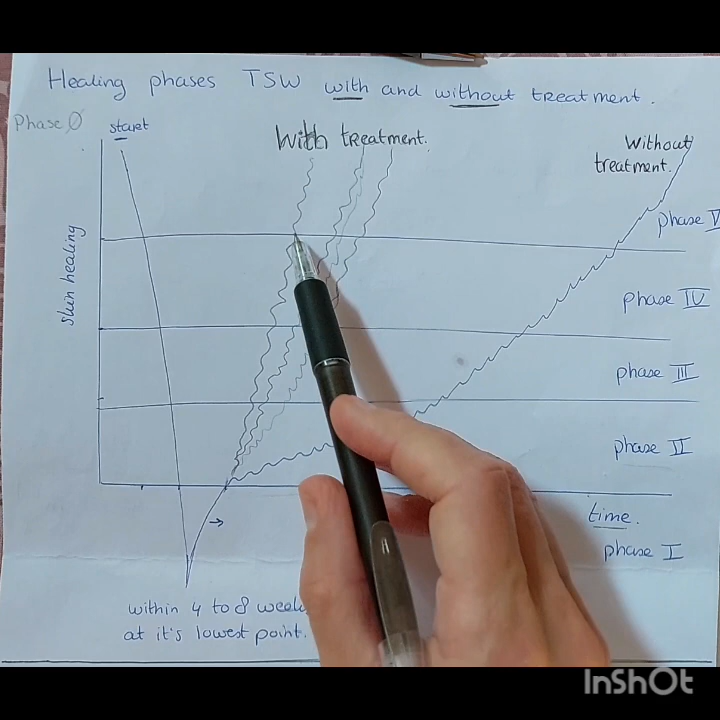 Healing phases TSW with and without treatment.
Phase 0 start
With treatment.
Without
treatment.
phase V
skin healing
phase IV
phase III
phase II
time.
phase I
within 4 to 8 week
at it's lowest point.
InShOt